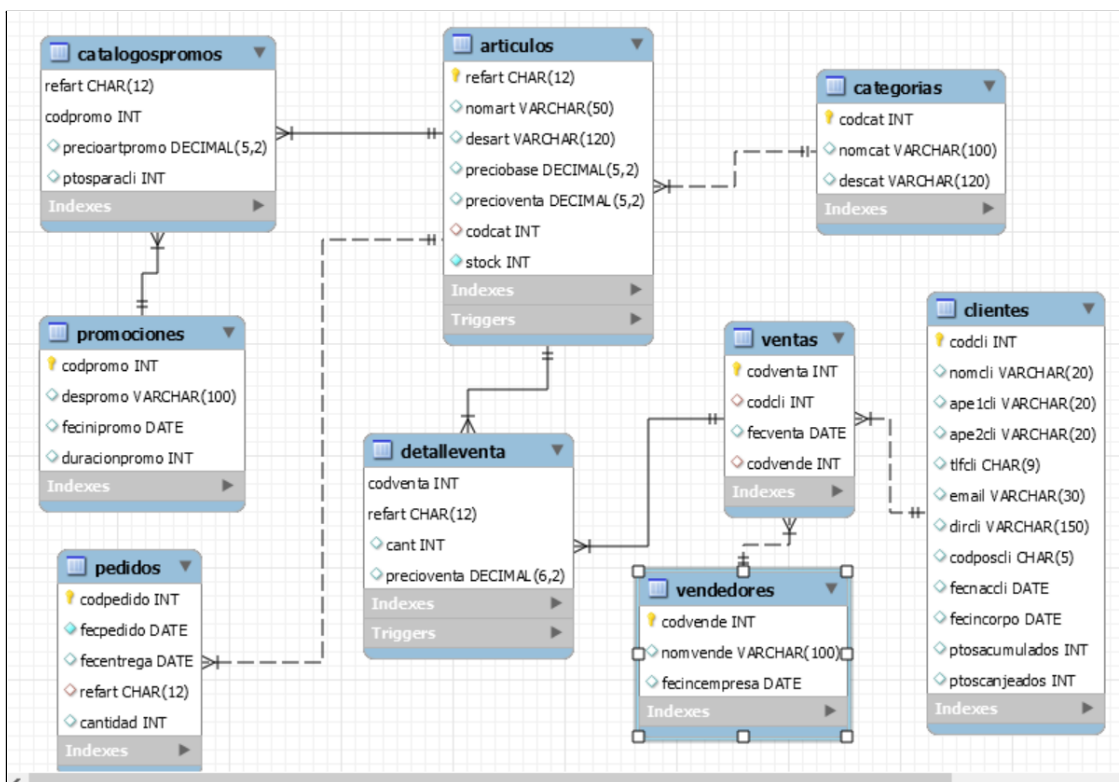 catalogospromos
refart CHAR(12)
codpromo INT
precioartpromo DECIMAL(5,2)
ptosparacli INT
Indexes
articulos
refart CHAR(12)
nomart VARCHAR(50)
desart VARCHAR(120)
preciobase DECIMAL(5,2)
precioventa DECIMAL(5,2)
codcat INT
stock INT
Indexes
Triggers
categorias
codcat INT
nomcat VARCHAR(100)
descat VARCHAR(120)
Indexes
promociones
codpromo INT
despromo VARCHAR(100)
fecinipromo DATE
duracionpromo INT
Indexes
detalleventa
codventa INT
refart CHAR(12)
cant INT
precioventa DECIMAL(6,2)
Indexes
Triggers
ventas
codventa INT
codcli INT
fecventa DATE
codvende INT
Indexes
clientes
codcli INT
nomcli VARCHAR(20)
ape1cli VARCHAR(20)
ape2cli VARCHAR(20)
tlfcli CHAR(9)
email VARCHAR(30)
dircli VARCHAR(150)
codposcli CHAR(5)
fecnaccli DATE
fecincorpo DATE
ptosacumulados INT
ptoscanjeados INT
Indexes
pedidos
codpedido INT
fecpedido DATE
fecentrega DATE
refart CHAR(12)
cantidad INT
Indexes
vendedores
codvende INT
nomvende VARCHAR(100)
fecincempresa DATE
Indexes